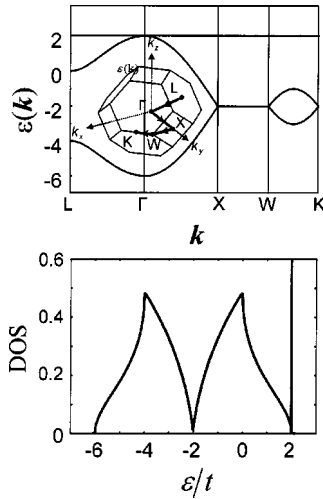 2
0
-2
-4
-6
ε(k)
ε(k)
k_z
L
Γ
X
K
W
k_x
k_y
L
Γ
X
W
K
k
0.6
0.4
0.2
0
DOS
-6
-4
-2
0
2
ε/t